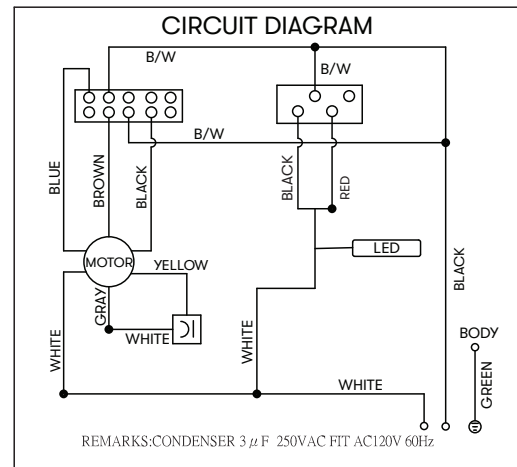 CIRCUIT DIAGRAM
B/W
B/W
B/W
BLUE
BROWN
BLACK
BLACK
RED
MOTOR
YELLOW
LED
BLACK
GRAY
WHITE
WHITE
WHITE
WHITE
BODY
GREEN
REMARKS:CONDENSER 3 μ F 250VAC FIT AC120V 60Hz